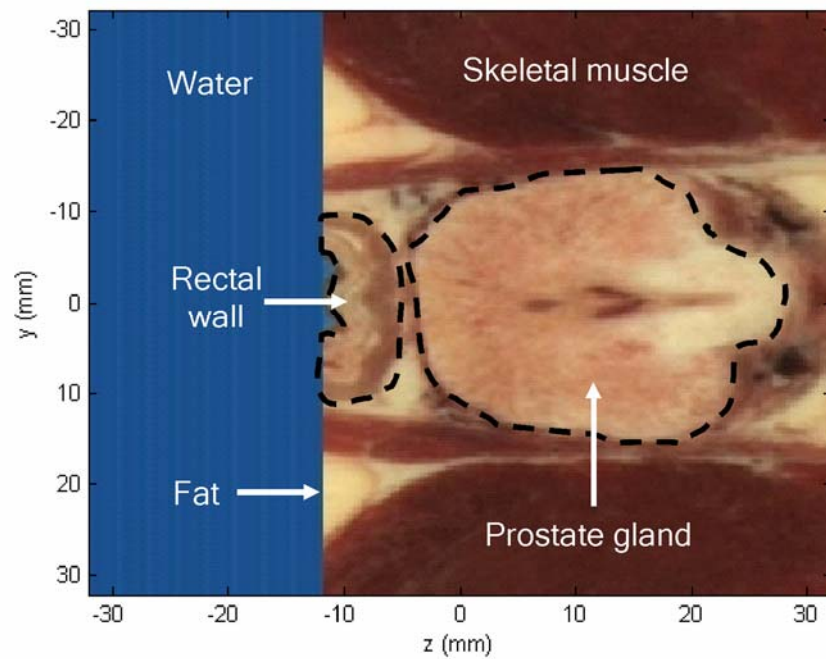 -30
-20
-10
0
10
20
30
y (mm)
Water
Skeletal muscle
Rectal
wall
Fat
Prostate gland
-30
-20
-10
0
10
20
30
z (mm)